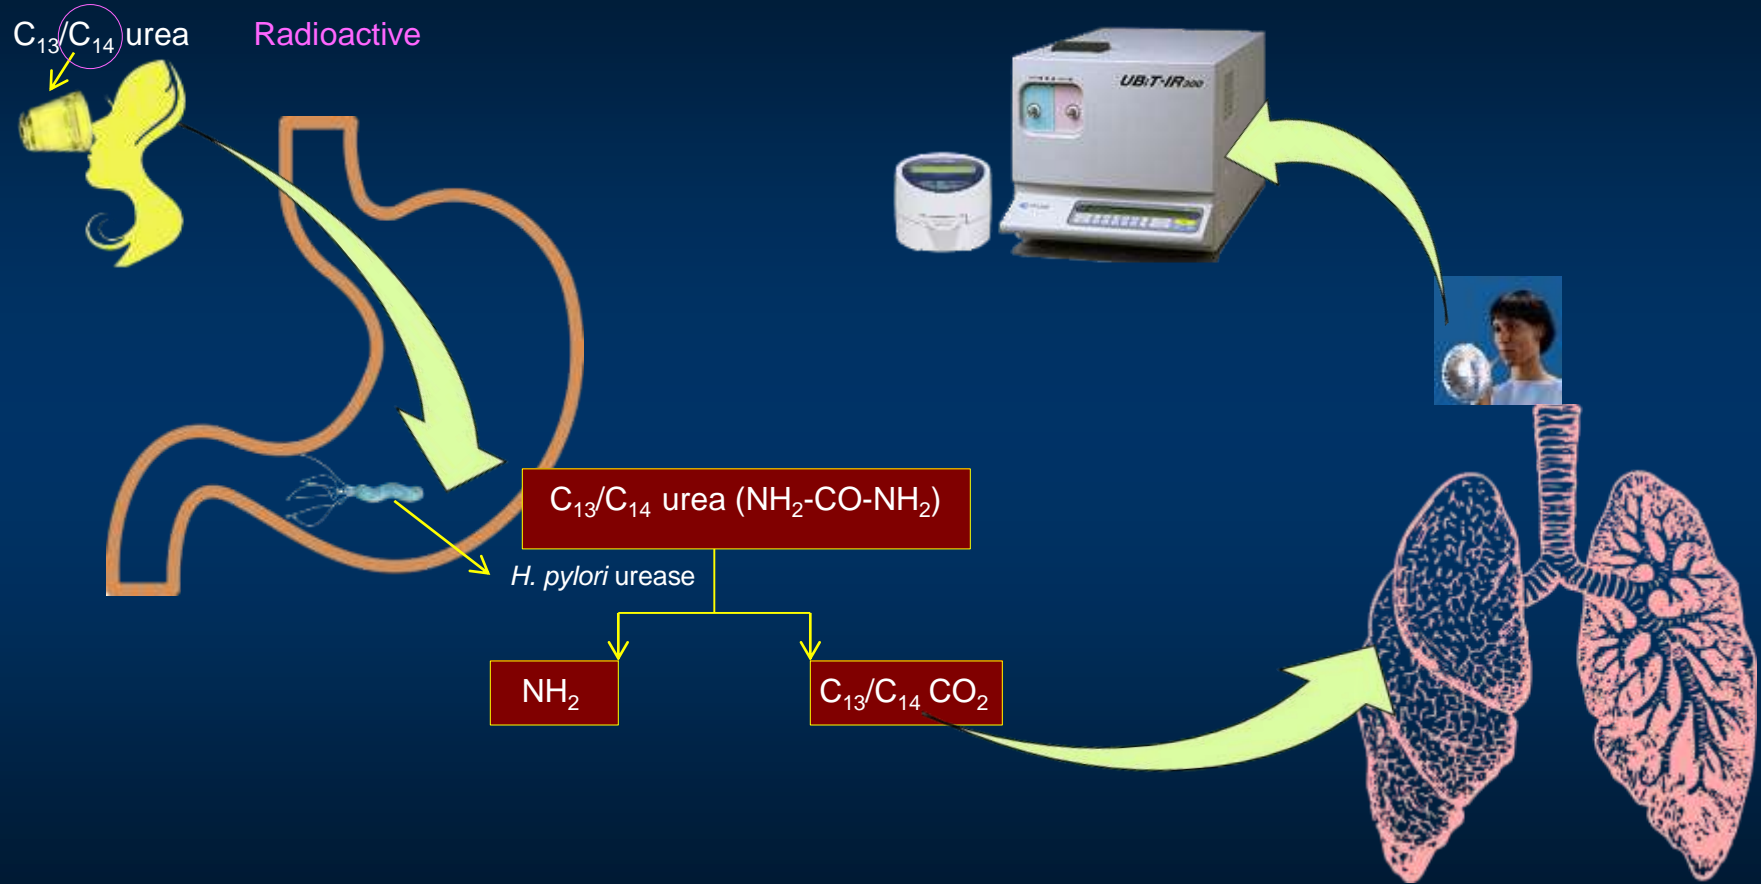 C₁₃/C₁₄ urea Radioactive
UBiT-IR300
C₁₃/C₁₄ urea (NH₂-CO-NH₂)
H. pylori urease
NH₂
C₁₃/C₁₄ CO₂